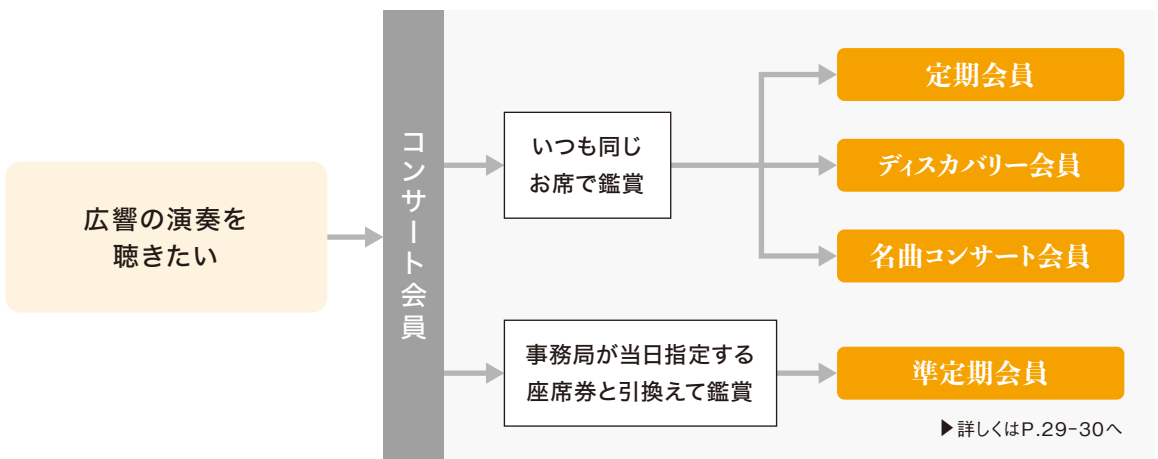 広響の演奏を
聴きたい
コンサート会員
いつも同じ
お席で鑑賞
定期会員
ディスカバリー会員
名曲コンサート会員
事務局が当日指定する
座席券と引換えて鑑賞
準定期会員
▶詳しくはP.29-30へ